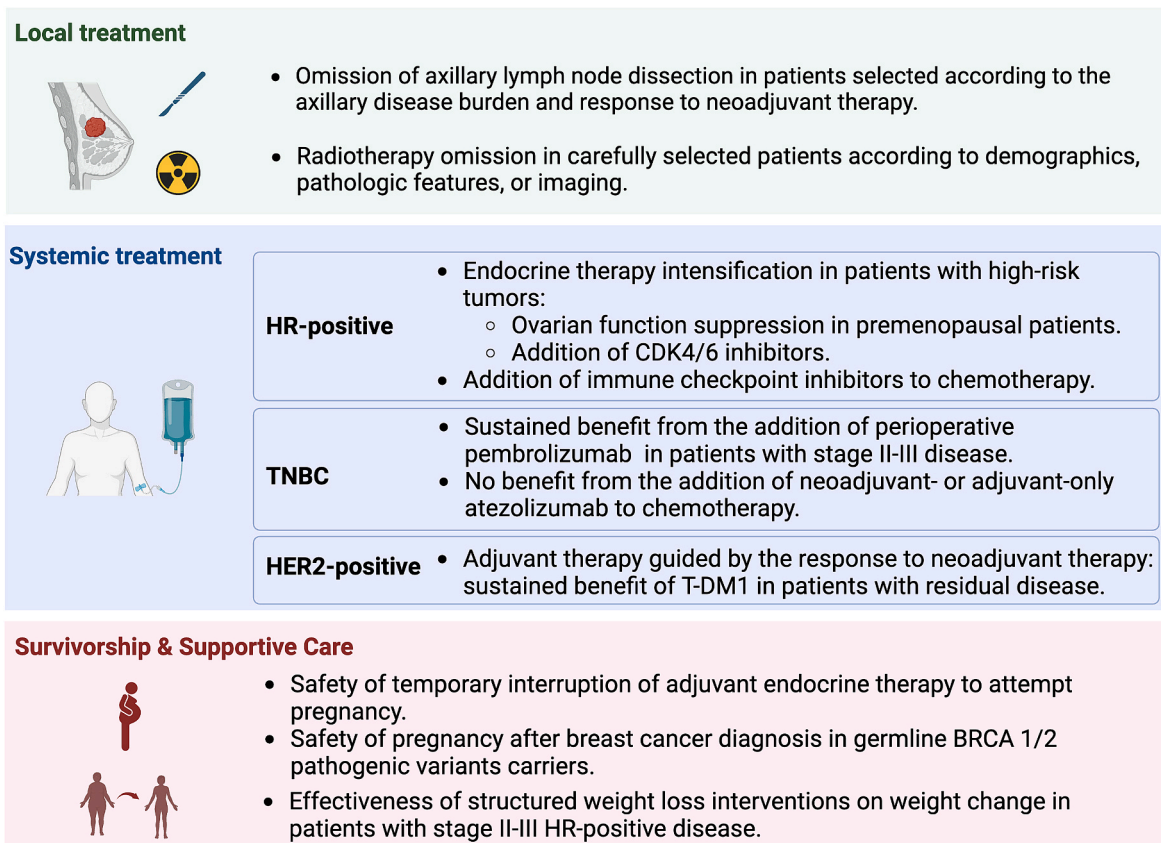 Local treatment
• Omission of axillary lymph node dissection in patients selected according to the
axillary disease burden and response to neoadjuvant therapy.
• Radiotherapy omission in carefully selected patients according to demographics,
pathologic features, or imaging.
Systemic treatment
HR-positive
• Endocrine therapy intensification in patients with high-risk
tumors:
○ Ovarian function suppression in premenopausal patients.
○ Addition of CDK4/6 inhibitors.
• Addition of immune checkpoint inhibitors to chemotherapy.
TNBC
• Sustained benefit from the addition of perioperative
pembrolizumab in patients with stage II-III disease.
• No benefit from the addition of neoadjuvant- or adjuvant-only
atezolizumab to chemotherapy.
HER2-positive
• Adjuvant therapy guided by the response to neoadjuvant therapy:
sustained benefit of T-DM1 in patients with residual disease.
Survivorship & Supportive Care
• Safety of temporary interruption of adjuvant endocrine therapy to attempt
pregnancy.
• Safety of pregnancy after breast cancer diagnosis in germline BRCA 1/2
pathogenic variants carriers.
• Effectiveness of structured weight loss interventions on weight change in
patients with stage II-III HR-positive disease.